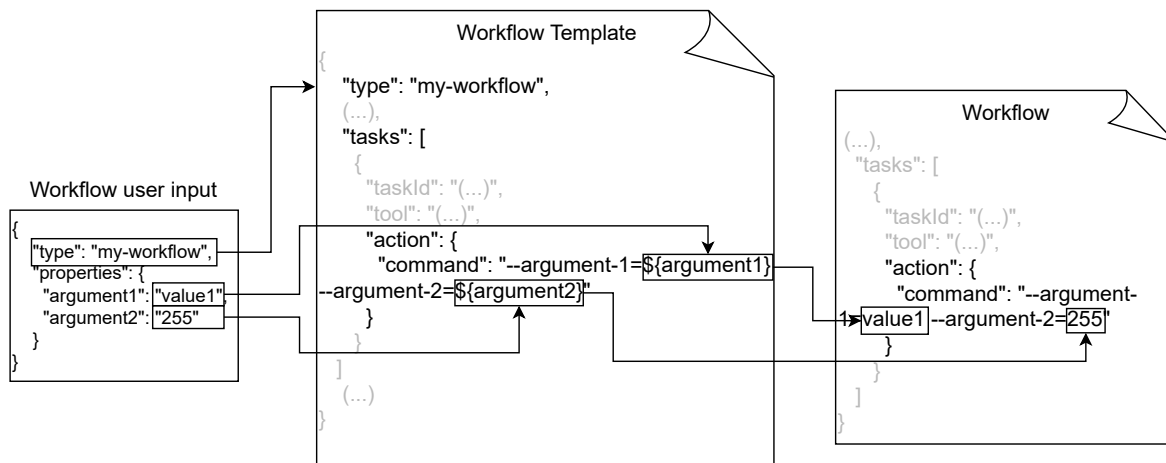 Workflow user input
{
"type": "my-workflow",
"properties": {
"argument1": "value1",
"argument2": "255"
}
}
Workflow Template
{
"type": "my-workflow",
(...),
"tasks": [
{
"taskId": "(...)",
"tool": "(...)",
"action": {
"command": "--argument-1=${argument1}
--argument-2=${argument2}"
}
}
]
(...)
}
Workflow
(...),
"tasks": [
{
"taskId": "(...)",
"tool": "(...)",
"action": {
"command": "--argument-
1=value1 --argument-2=255"
}
}
]
}